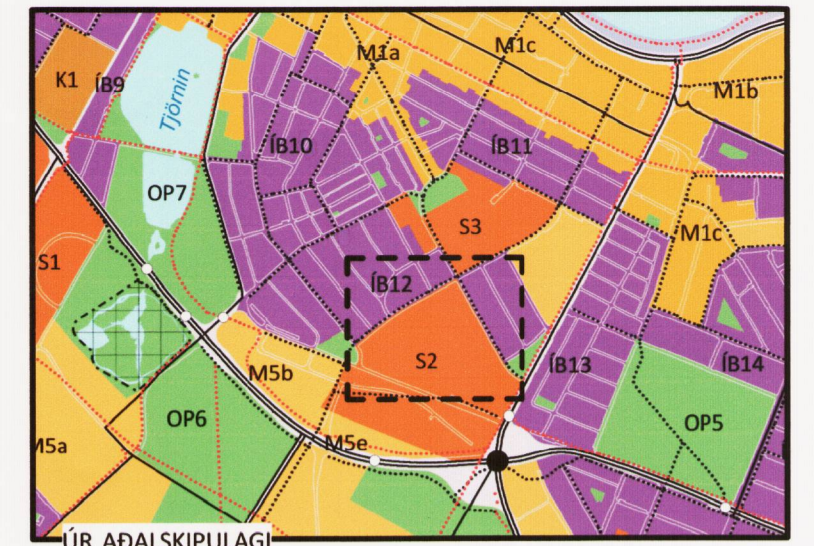 M1a
M1c
K1
ÍB9
Tjörnin
M1b
ÍB10
ÍB11
OP7
S3
M1c
S1
ÍB12
S2
ÍB13
ÍB14
M5b
OP6
OP5
M5a
M5e
ÚR AÐALSKIPULAGI